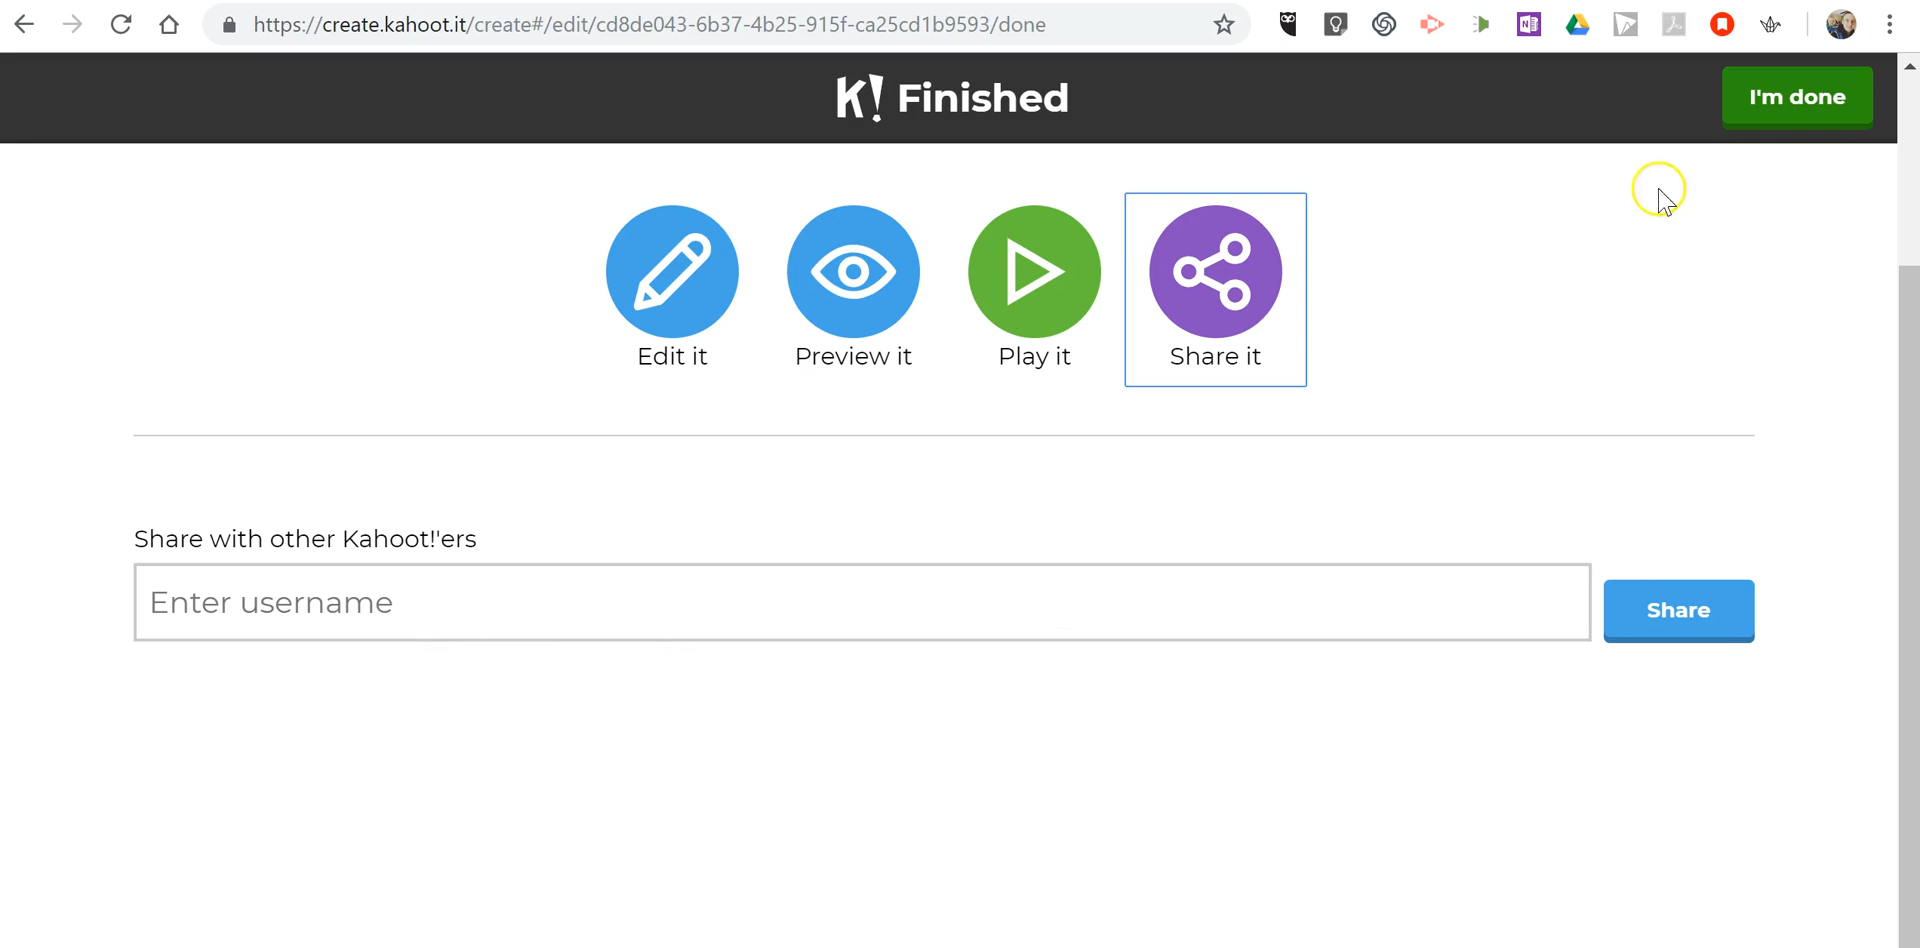 https://create.kahoot.it/create#/edit/cd8de043-6b37-4b25-915f-ca25cd1b9593/done
K! Finished
I'm done
Edit it
Preview it
Play it
Share it
Share with other Kahoot!'ers
Enter username
Share